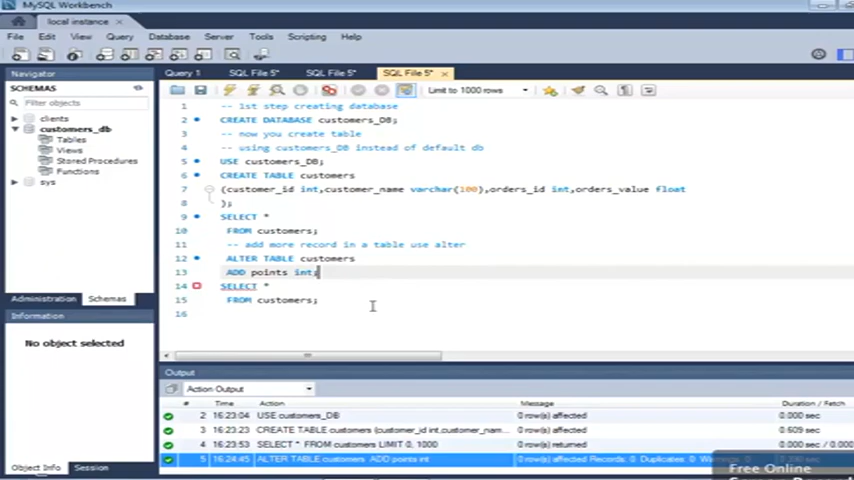 MySQL Workbench
local instance ×
File Edit View Query Database Server Tools Scripting Help
Navigator
SCHEMAS
Filter objects
clients
customers_db
Tables
Views
Stored Procedures
Functions
sys
Administration Schemas
Information
No object selected
Object Info Session
Query 1 SQL File 5* SQL File 5* SQL File 5* ×
Limit to 1000 rows
1 -- 1st step creating database
2 CREATE DATABASE customers_DB;
3 -- now you create table
4 -- using customers_DB instead of default db
5 USE customers_DB;
6 CREATE TABLE customers
7 (customer_id int,customer_name varchar(100),orders_id int,orders_value float
8 );
9 SELECT *
10 FROM customers;
11 -- add more record in a table use alter
12 ALTER TABLE customers
13 ADD points int;
14 SELECT *
15 FROM customers;
16
Output
Action Output
# Time Action Message Duration / Fetch
2 16:23:04 USE customers_DB 0 row(s) affected 0.000 sec
3 16:23:23 CREATE TABLE customers (customer_id int,customer_nam... 0 row(s) affected 0.609 sec
4 16:23:53 SELECT * FROM customers LIMIT 0, 1000 0 row(s) returned 0.000 sec / 0.000
5 16:24:45 ALTER TABLE customers ADD points int 0 row(s) affected Records: 0 Duplicates: 0 Warnings: 0
Free Online